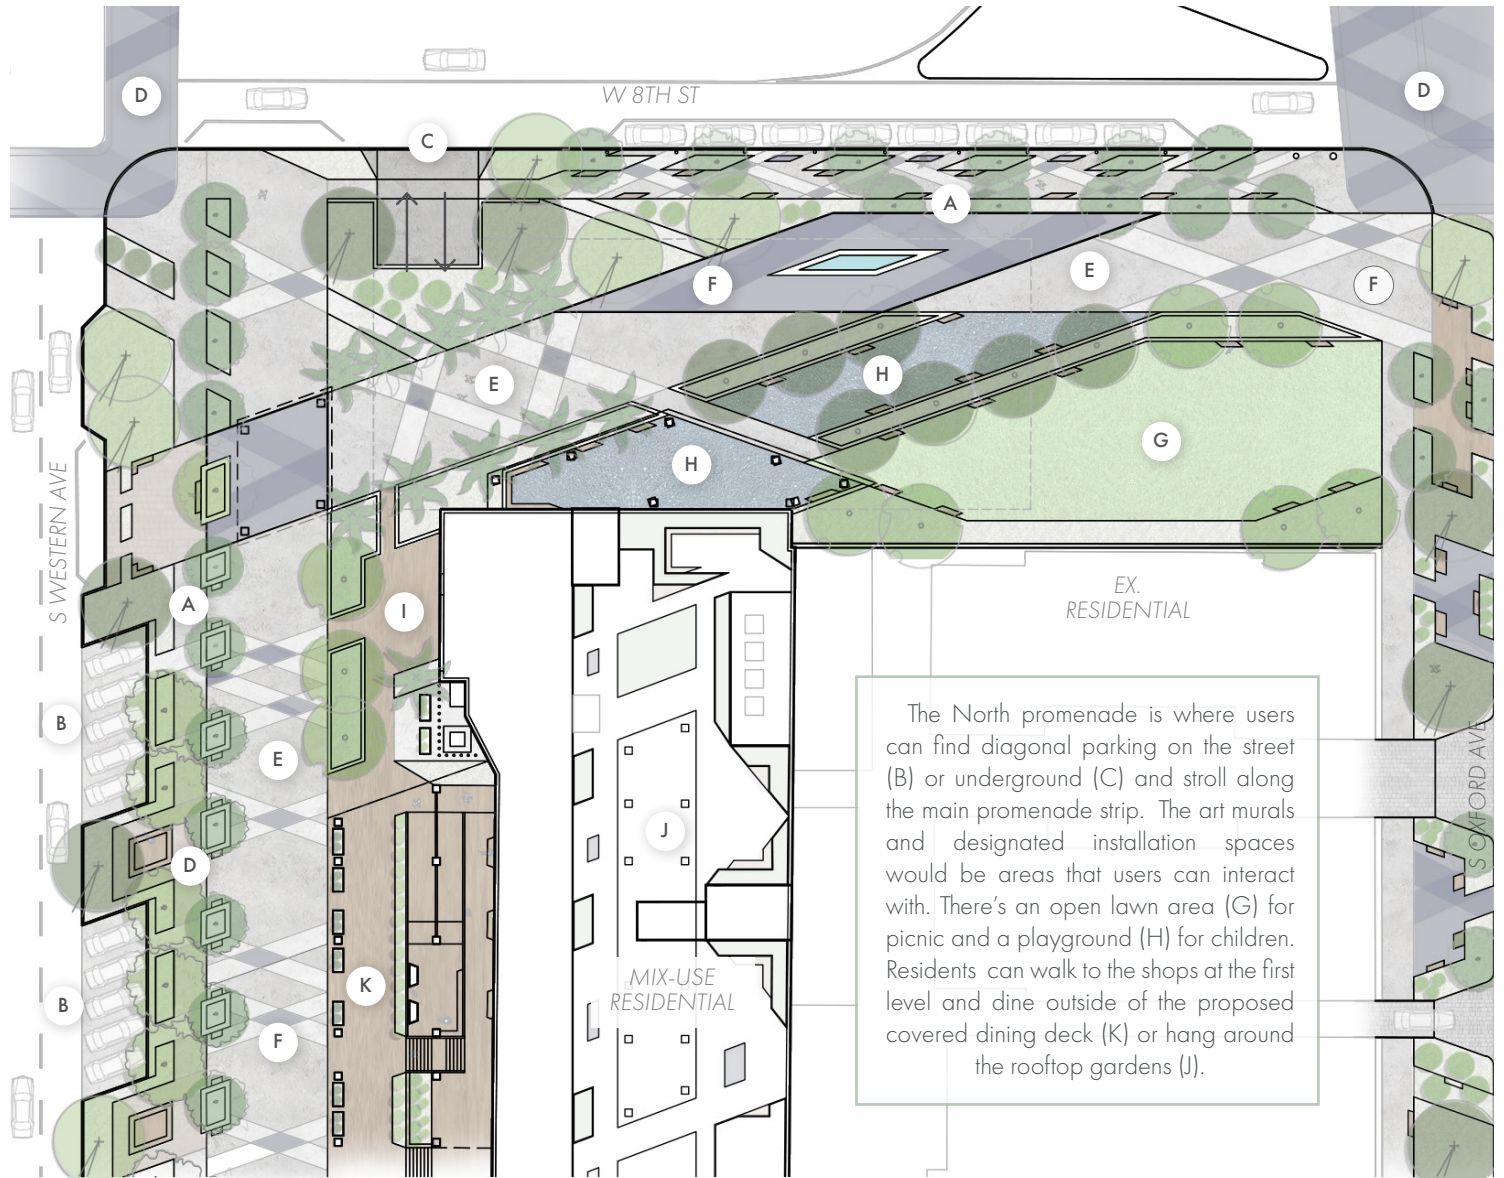 D
W 8TH ST
D
C
A
E
F
F
E
H
G
H
S WESTERN AVE
A
I
EX.
RESIDENTIAL
B
E
J
D
K
MIX-USE
RESIDENTIAL
B
F
The North promenade is where users
can find diagonal parking on the street
(B) or underground (C) and stroll along
the main promenade strip. The art murals
and designated installation spaces
would be areas that users can interact
with. There's an open lawn area (G) for
picnic and a playground (H) for children.
Residents can walk to the shops at the first
level and dine outside of the proposed
covered dining deck (K) or hang around
the rooftop gardens (J).
S OXFORD AVE